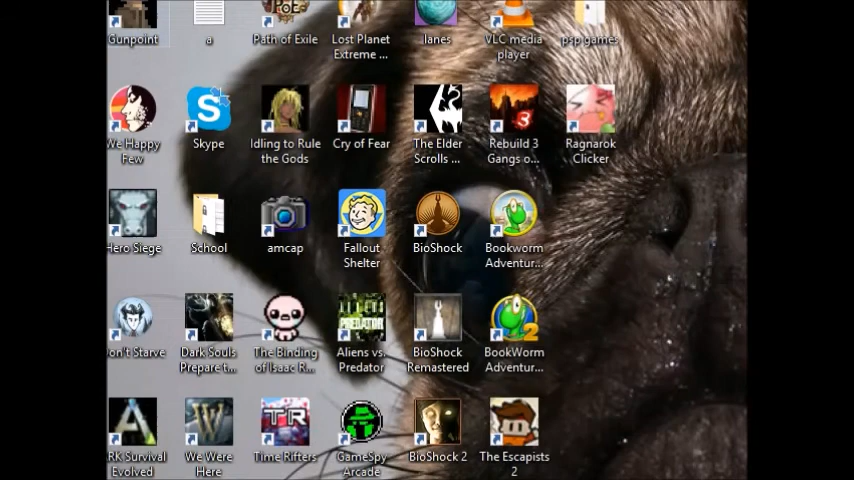 Gunpoint
a
Path of Exile
Lost Planet
Extreme ...
lanes
VLC media
player
psp games
We Happy
Few
Skype
Idling to Rule
the Gods
Cry of Fear
The Elder
Scrolls ...
Rebuild 3
Gangs o...
Ragnarok
Clicker
Hero Siege
School
amcap
Fallout
Shelter
BioShock
Bookworm
Adventur...
Don't Starve
Dark Souls
Prepare t...
The Binding
of Isaac R...
Aliens vs.
Predator
BioShock
Remastered
BookWorm
Adventur...
ARK Survival
Evolved
We Were
Here
Time Rifters
GameSpy
Arcade
BioShock 2
The Escapists
2